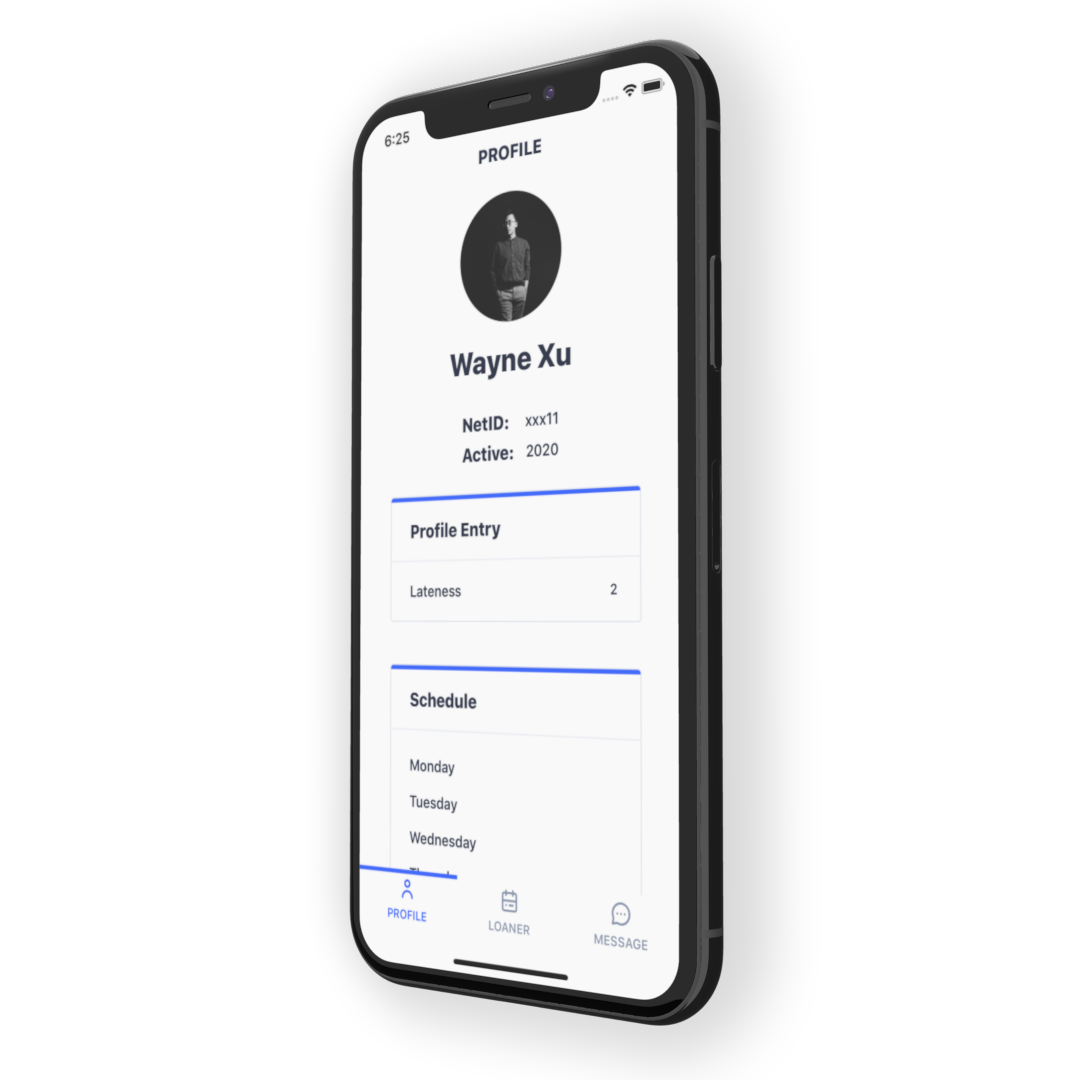 6:25
PROFILE
Wayne Xu
NetID: xxx11
Active: 2020
Profile Entry
Lateness 2
Schedule
Monday
Tuesday
Wednesday
PROFILE
LOANER
MESSAGE